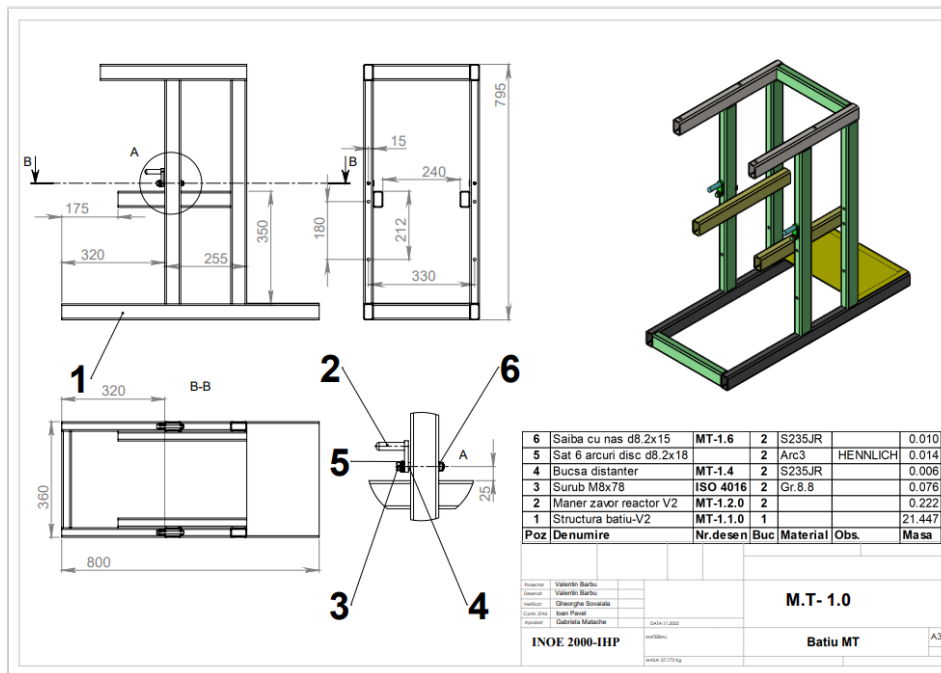 795
15
B
A
B
240
175
350
180
212
320
255
330
1
B-B
2
6
320
5
A
25
360
800
3
4
6 Saiba cu nas d8.2x15 MT-1.6 2 S235JR 0.010
5 Sat 6 arcuri disc d8.2x18 2 Arc3 HENNLICH 0.014
4 Bucsa distanter MT-1.4 2 S235JR 0.006
3 Surub M8x78 ISO 4016 2 Gr.8.8 0.076
2 Maner zavor reactor V2 MT-1.2.0 2 0.222
1 Structura batiu-V2 MT-1.1.0 1 21.447
Poz Denumire Nr.desen Buc Material Obs. Masa
Proiectat Valentin Barbu
Desenat Valentin Barbu
Verificat Gheorghe Sovaiala
Contr. STAS Ioan Pavel
Aprobat Gabriela Matache
DATA:11.2022
M.T- 1.0
INOE 2000-IHP
MATERIAL:
Batiu MT
A3